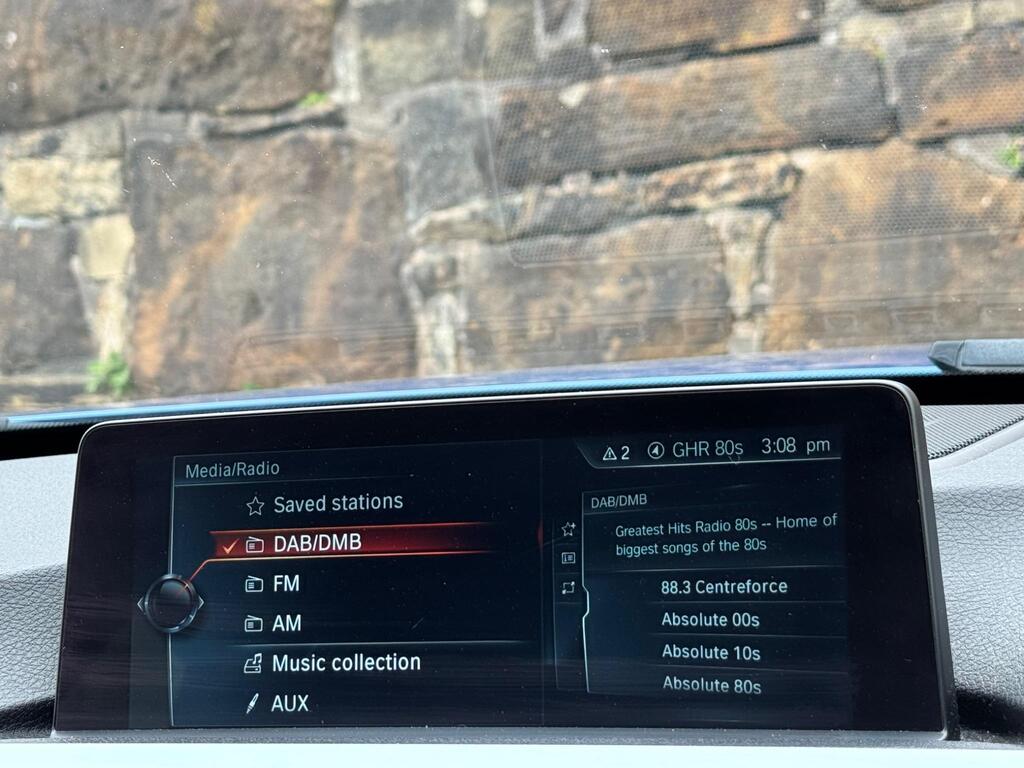 Media/Radio
Saved stations
DAB/DMB
FM
AM
Music collection
AUX
2 GHR 80s 3:08 pm
DAB/DMB
Greatest Hits Radio 80s -- Home of
biggest songs of the 80s
88.3 Centreforce
Absolute 00s
Absolute 10s
Absolute 80s